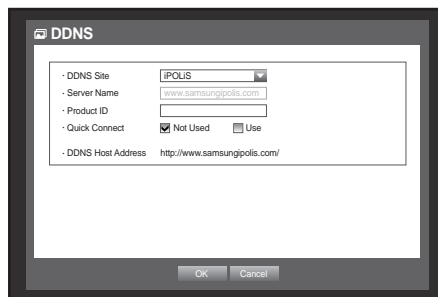 DDNS
· DDNS Site iPOLiS
· Server Name www.samsungipolis.com
· Product ID
· Quick Connect Not Used Use
· DDNS Host Address http://www.samsungipolis.com/
OK Cancel